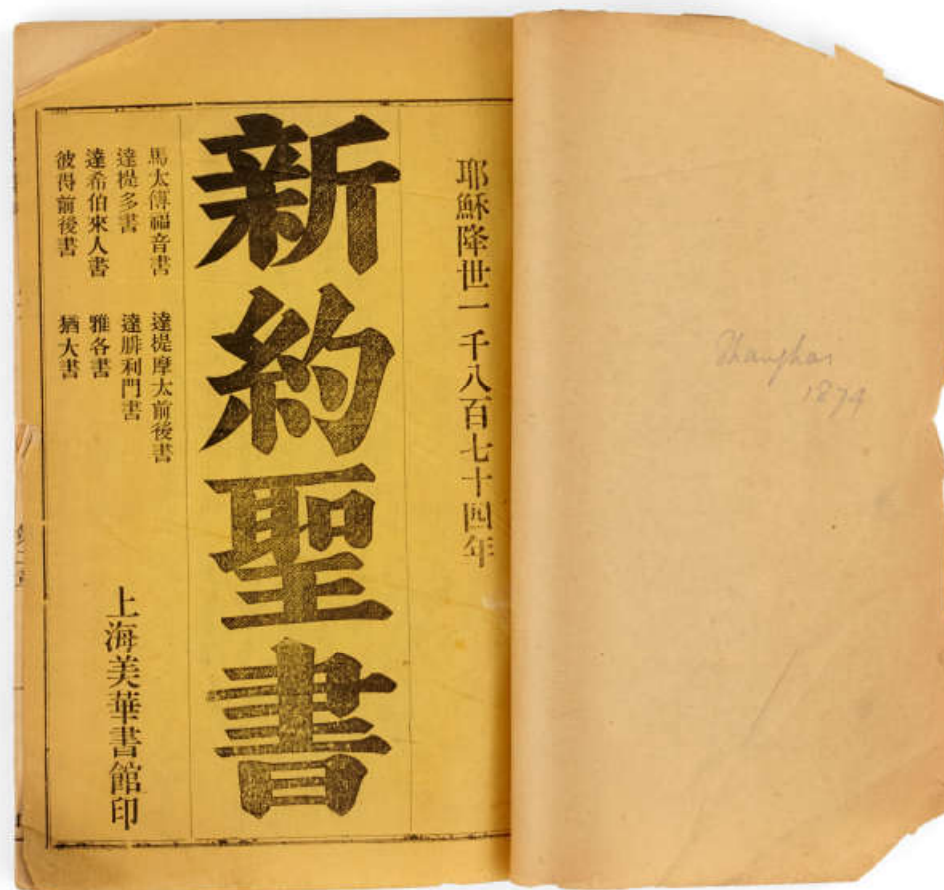 Shanghai
1874
耶穌降世一千八百七十四年
新約聖書
馬太傳福音書
達提摩太前後書
達提多書
達腓利門書
達希伯來人書
雅各書
彼得前後書
猶大書
上海美華書館印